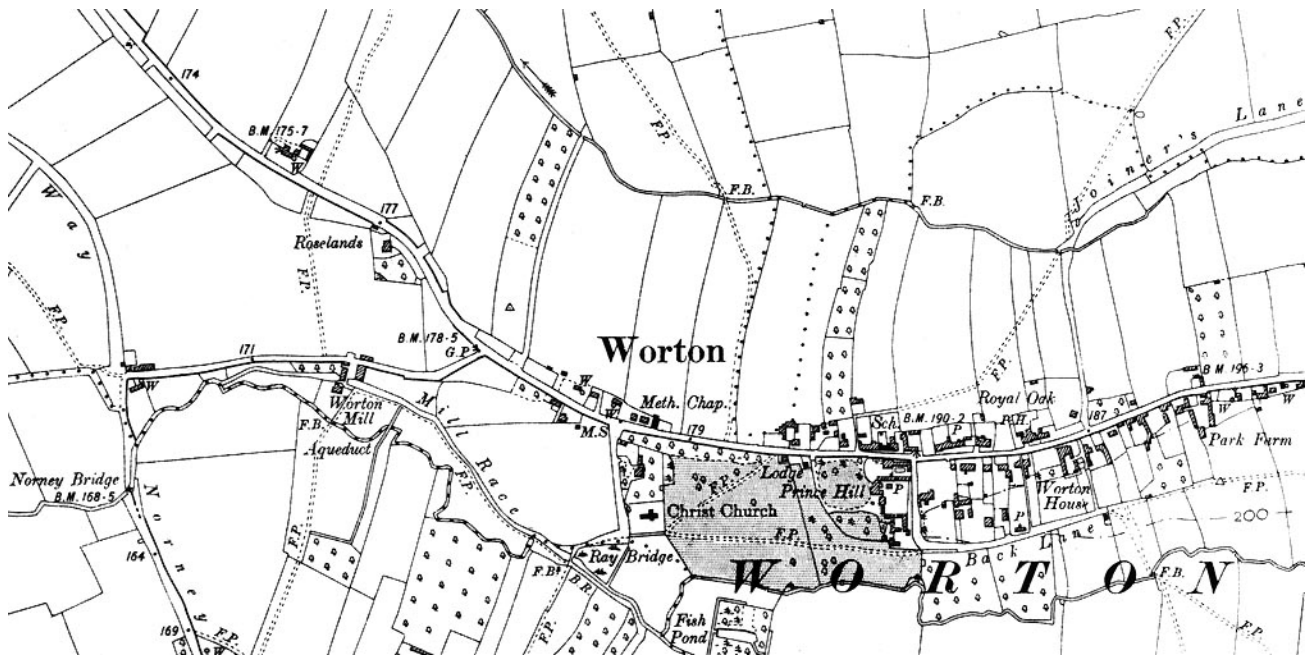 F.P.
174
Joiner's Lane
B.M. 175·7
W
F.P.
Way
F.B.
F.B.
177
Roselands
F.P.
F.P.
F.P.
B.M. 178·5
G.P.
171
Worton
B.M. 196·3
Royal Oak
W
W
W
Meth. Chap.
Sch.
B.M. 190·2
P
P.H.
187
W
W
M.S.
179
Worton Mill
Mill Race
F.B.
Aqueduct
F.P.
Park Farm
Lodge
Prince Hill
P
Worton House
F.P.
Norney Bridge
B.M. 168·5
Christ Church
F.P.
P
200
Norney
F.P.
F.P.
Back Lane
164
Ray Bridge
F.B.
B.R.
WORTON
F.B.
Fish Pond
169
F.P.
W
F.P.
F.P.